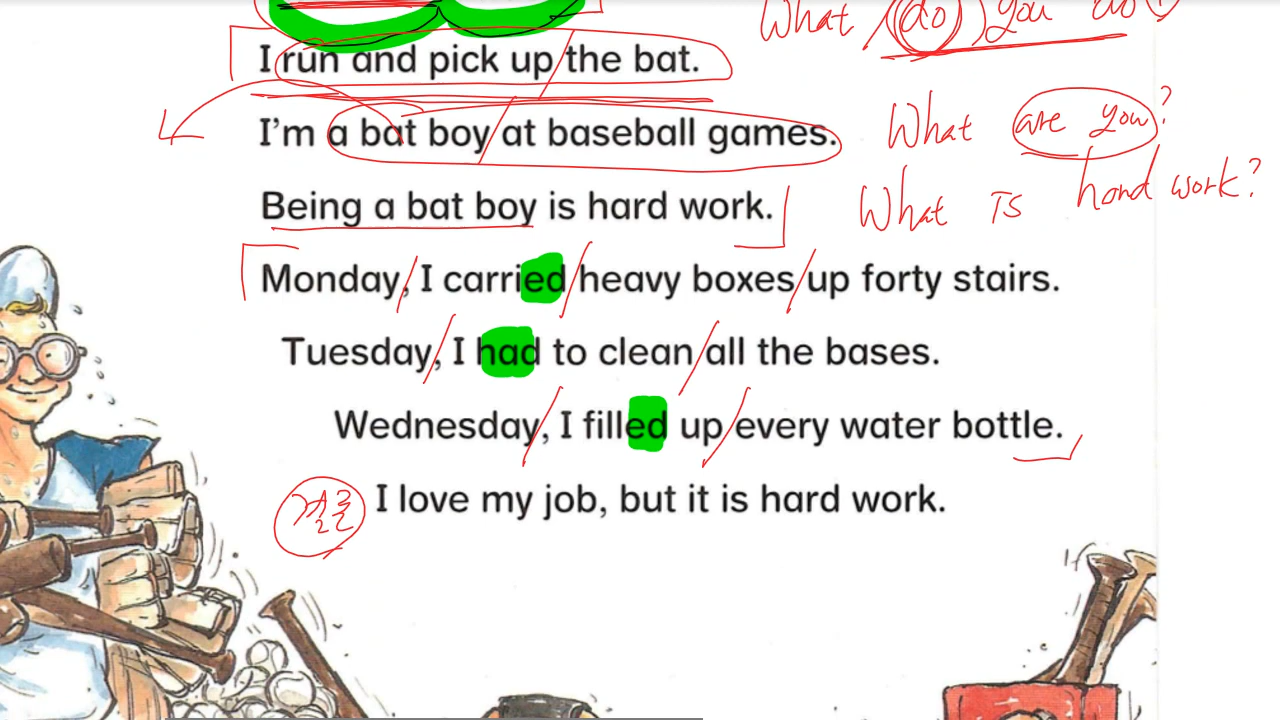 What do you do?
I run and pick up the bat.
What are you?
I'm a bat boy at baseball games.
What is hard work?
Being a bat boy is hard work.
Monday, I carried heavy boxes up forty stairs.
Tuesday, I had to clean all the bases.
Wednesday, I filled up every water bottle.
결론
I love my job, but it is hard work.